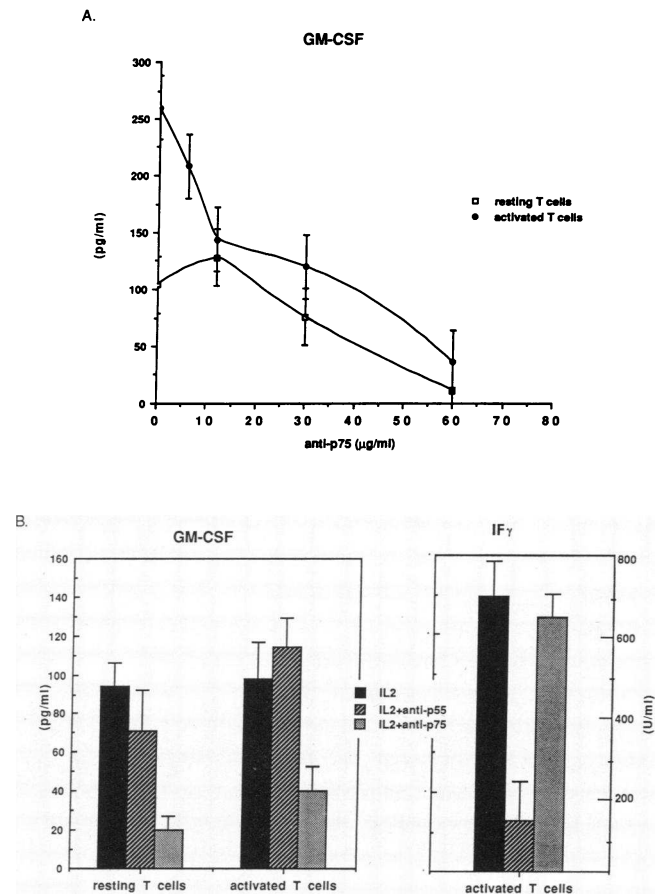 A.
GM-CSF
300
250
200
150
100
50
0
(pg/ml)
0 10 20 30 40 50 60 70 80
anti-p75 (µg/ml)
resting T cells
activated T cells
B.
GM-CSF
160
140
120
100
80
60
40
20
0
(pg/ml)
resting T cells activated T cells
IL2
IL2+anti-p55
IL2+anti-p75
IFγ
800
600
400
200
(U/ml)
activated T cells